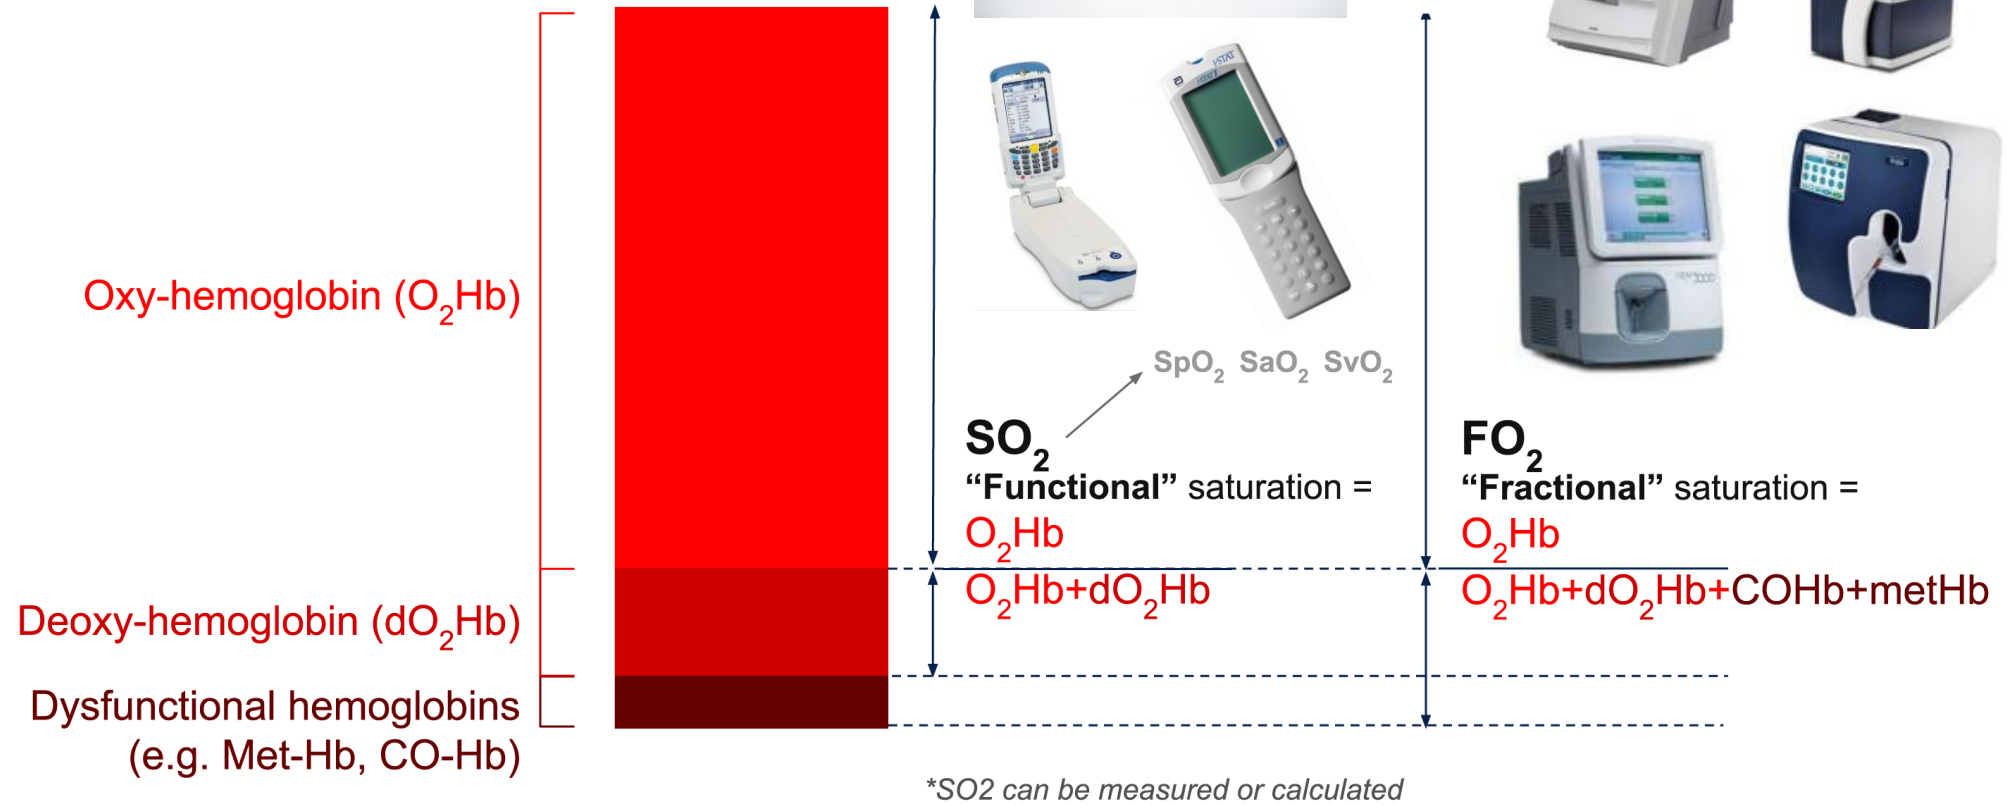 Oxy-hemoglobin (O₂Hb)
Deoxy-hemoglobin (dO₂Hb)
Dysfunctional hemoglobins
(e.g. Met-Hb, CO-Hb)
i-STAT
SpO₂ SaO₂ SvO₂
SO₂
“Functional” saturation =
O₂Hb
O₂Hb+dO₂Hb
FO₂
“Fractional” saturation =
O₂Hb
O₂Hb+dO₂Hb+COHb+metHb
*SO2 can be measured or calculated